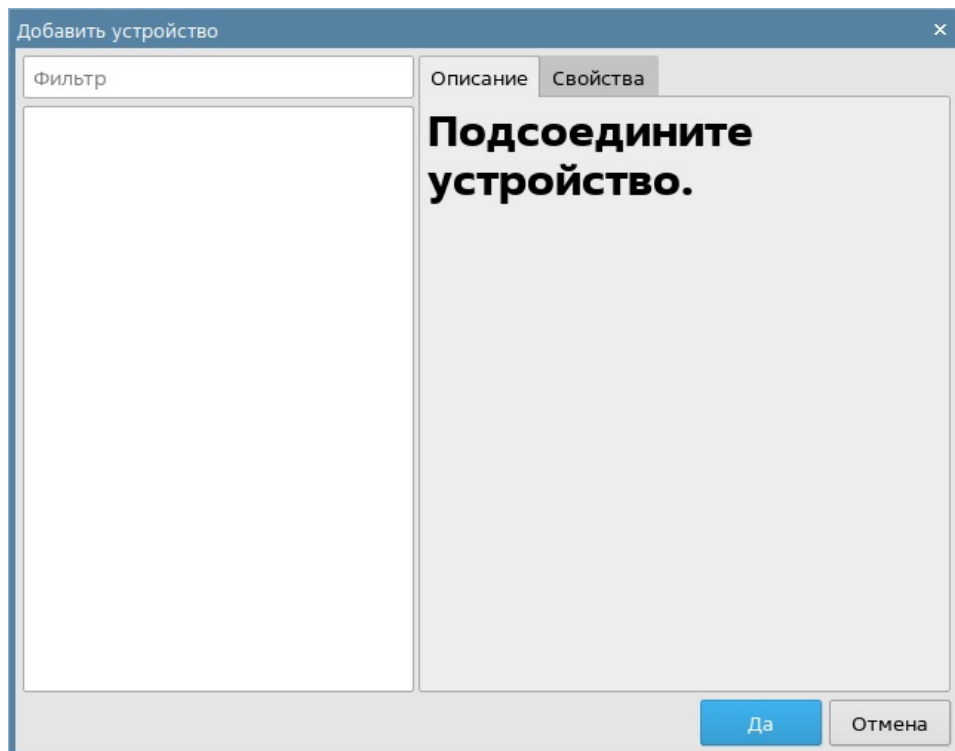 Добавить устройство
Фильтр
Описание Свойства
Подсоедините
устройство.
Да Отмена